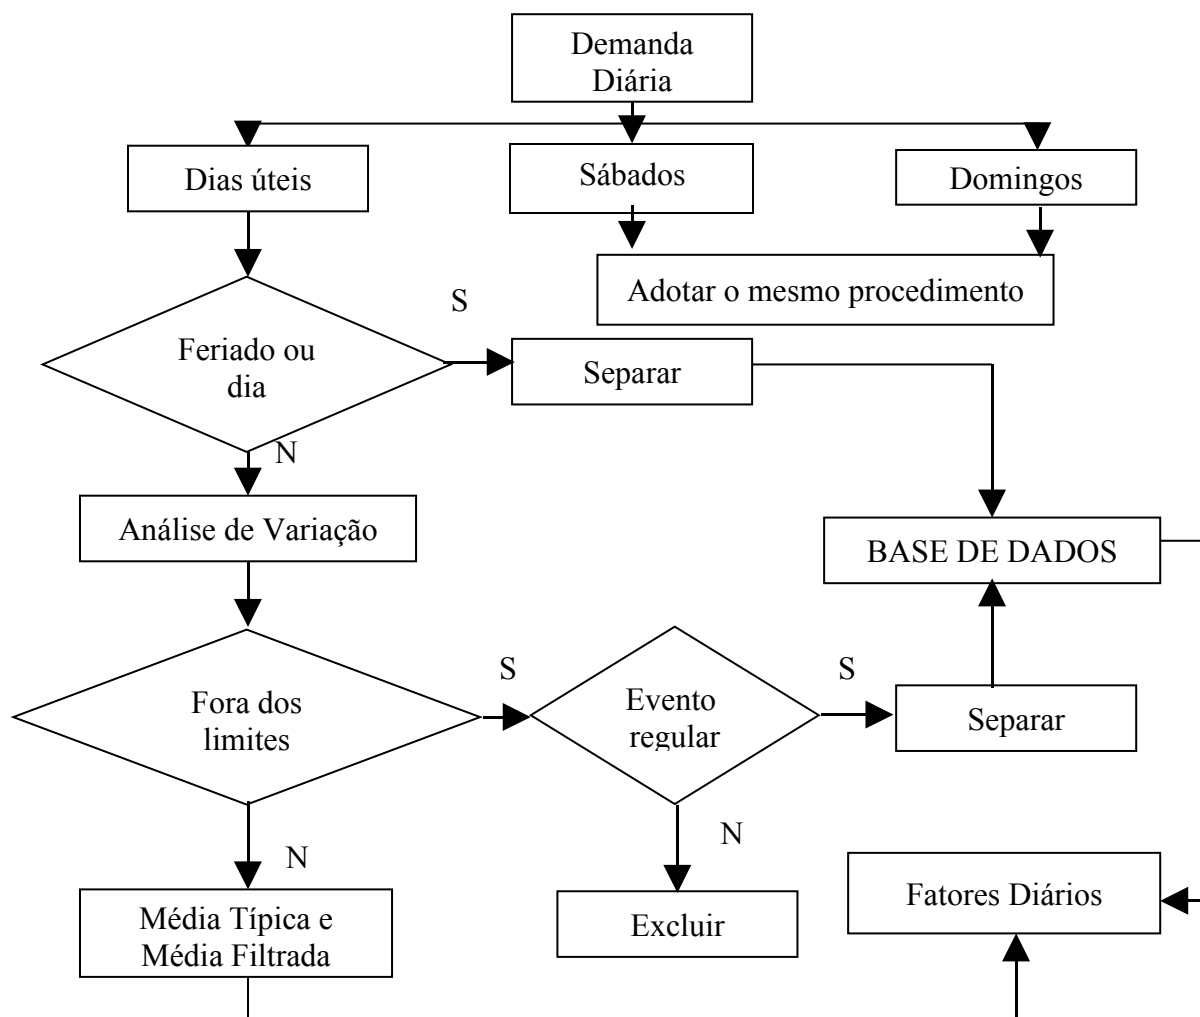 Demanda
Diária
Dias úteis
Sábados
Domingos
Adotar o mesmo procedimento
S
Feriado ou
dia
Separar
N
Análise de Variação
BASE DE DADOS
S
S
Fora dos
limites
Evento
regular
Separar
N
N
Média Típica e
Média Filtrada
Excluir
Fatores Diários